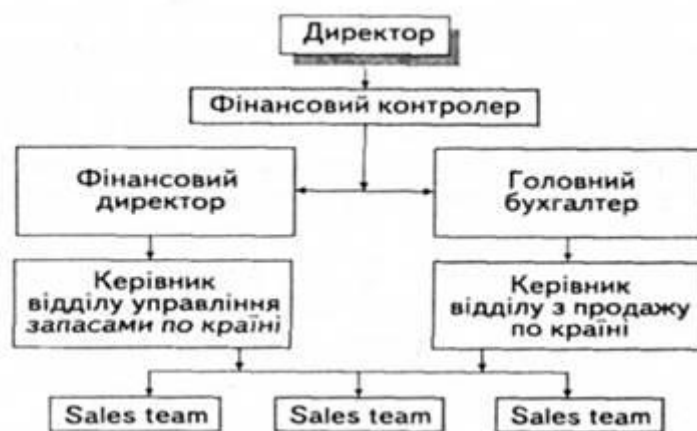 Директор
Фінансовий контролер
Фінансовий
директор
Головний
бухгалтер
Керівник
відділу управління
запасами по країні
Керівник
відділу з продажу
по країні
Sales team
Sales team
Sales team